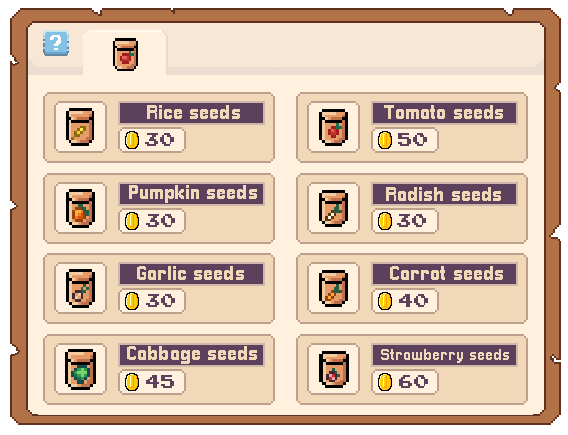 ?
Rice seeds
30
Tomato seeds
50
Pumpkin seeds
30
Radish seeds
30
Garlic seeds
30
Carrot seeds
40
Cabbage seeds
45
Strawberry seeds
60